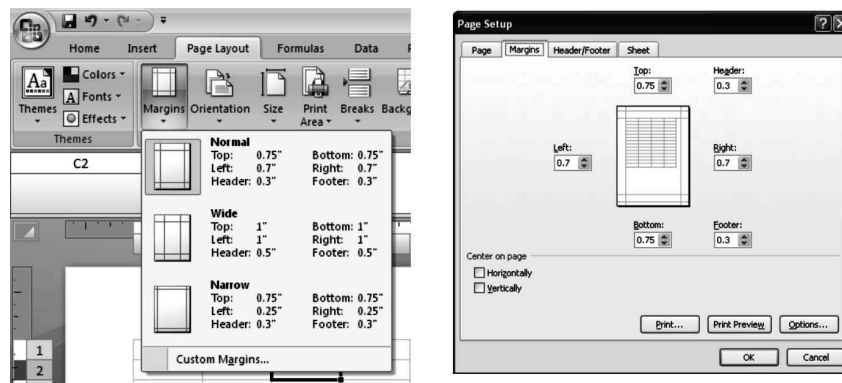 Home Insert Page Layout Formulas Data
Aa Colors
A Fonts
Effects
Themes
Themes
Margins Orientation Size Print Area Breaks
C2
Normal
Top: 0.75" Bottom: 0.75"
Left: 0.7" Right: 0.7"
Header: 0.3" Footer: 0.3"
Wide
Top: 1" Bottom: 1"
Left: 1" Right: 1"
Header: 0.5" Footer: 0.5"
Narrow
Top: 0.75" Bottom: 0.75"
Left: 0.25" Right: 0.25"
Header: 0.3" Footer: 0.3"
Custom Margins...
1
2
Page Setup
Page Margins Header/Footer Sheet
Top: Header:
0.75 0.3
Left: Right:
0.7 0.7
Bottom: Footer:
0.75 0.3
Center on page
Horizontally
Vertically
Print... Print Preview Options...
OK Cancel